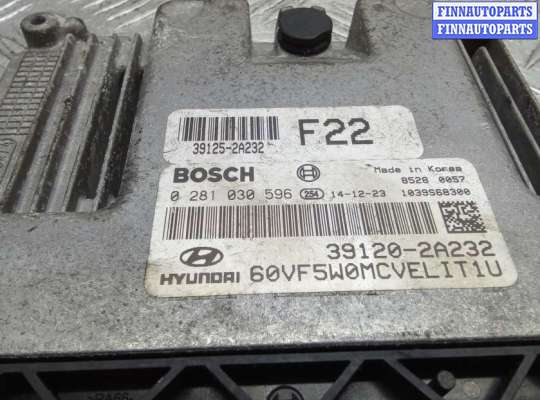 FINNAUTOPARTS
FINNAUTOPARTS
FINNAUTOPARTS
39125-2A232
F22
BOSCH
Made in Korea
8528 0057
0 281 030 596 254 14-12-23 1039S68300
39120-2A232
HYUNDAI 60VF5W0MCVELIT1U